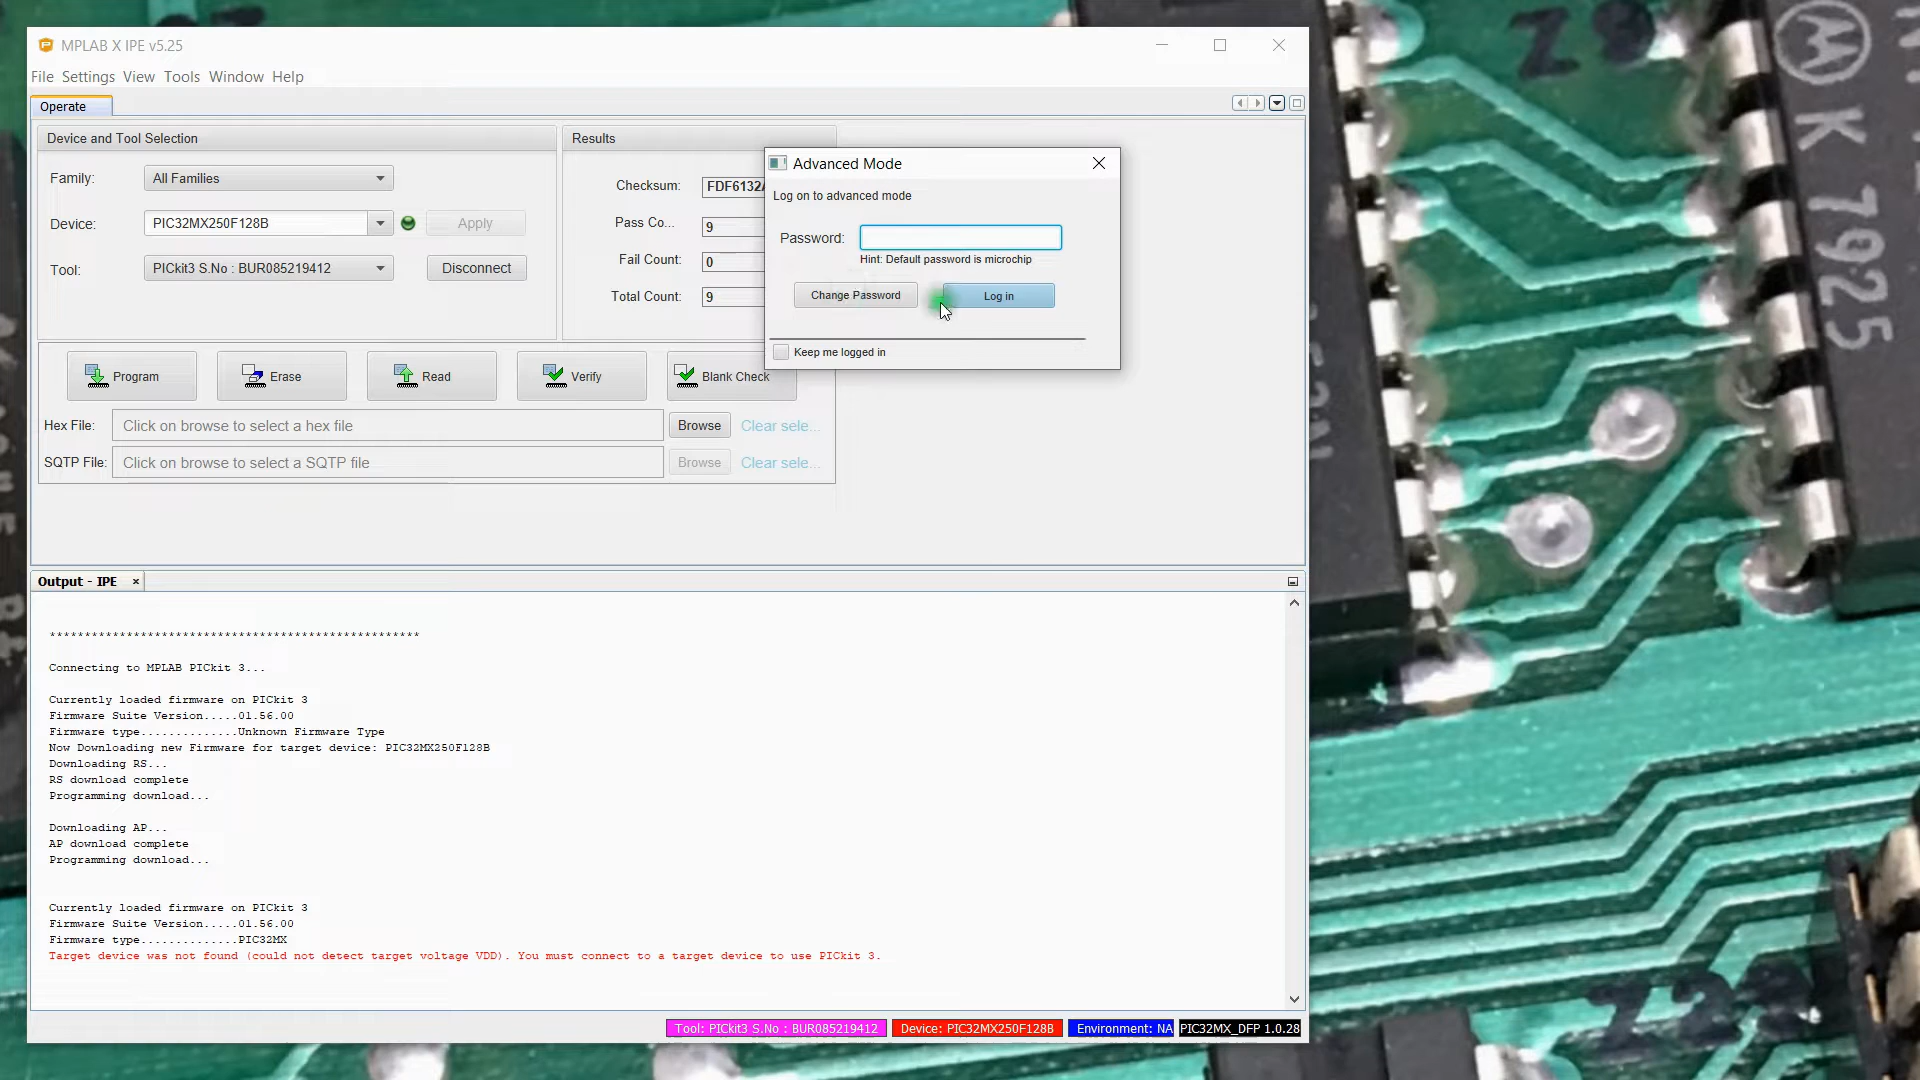 MPLAB X IPE v5.25
File Settings View Tools Window Help
Operate
Device and Tool Selection
Family:
All Families
Device:
PIC32MX250F128B
Apply
Tool:
PICkit3 S.No : BUR085219412
Disconnect
Results
Checksum:
FDF6132
Pass Co...
9
Fail Count:
0
Total Count:
9
Advanced Mode
Log on to advanced mode
Password:
Hint: Default password is microchip
Change Password
Log in
Keep me logged in
Program
Erase
Read
Verify
Blank Check
Hex File:
Click on browse to select a hex file
Browse
Clear sele...
SQTP File:
Click on browse to select a SQTP file
Browse
Clear sele...
Output - IPE
*****************************************************
Connecting to MPLAB PICkit 3...
Currently loaded firmware on PICkit 3
Firmware Suite Version.....01.56.00
Firmware type..............Unknown Firmware Type
Now Downloading new Firmware for target device: PIC32MX250F128B
Downloading RS...
RS download complete
Programming download...
Downloading AP...
AP download complete
Programming download...
Currently loaded firmware on PICkit 3
Firmware Suite Version.....01.56.00
Firmware type..............PIC32MX
Target device was not found (could not detect target voltage VDD). You must connect to a target device to use PICkit 3.
Tool: PICkit3 S.No : BUR085219412
Device: PIC32MX250F128B
Environment: NA
PIC32MX_DFP 1.0.28
K 7925